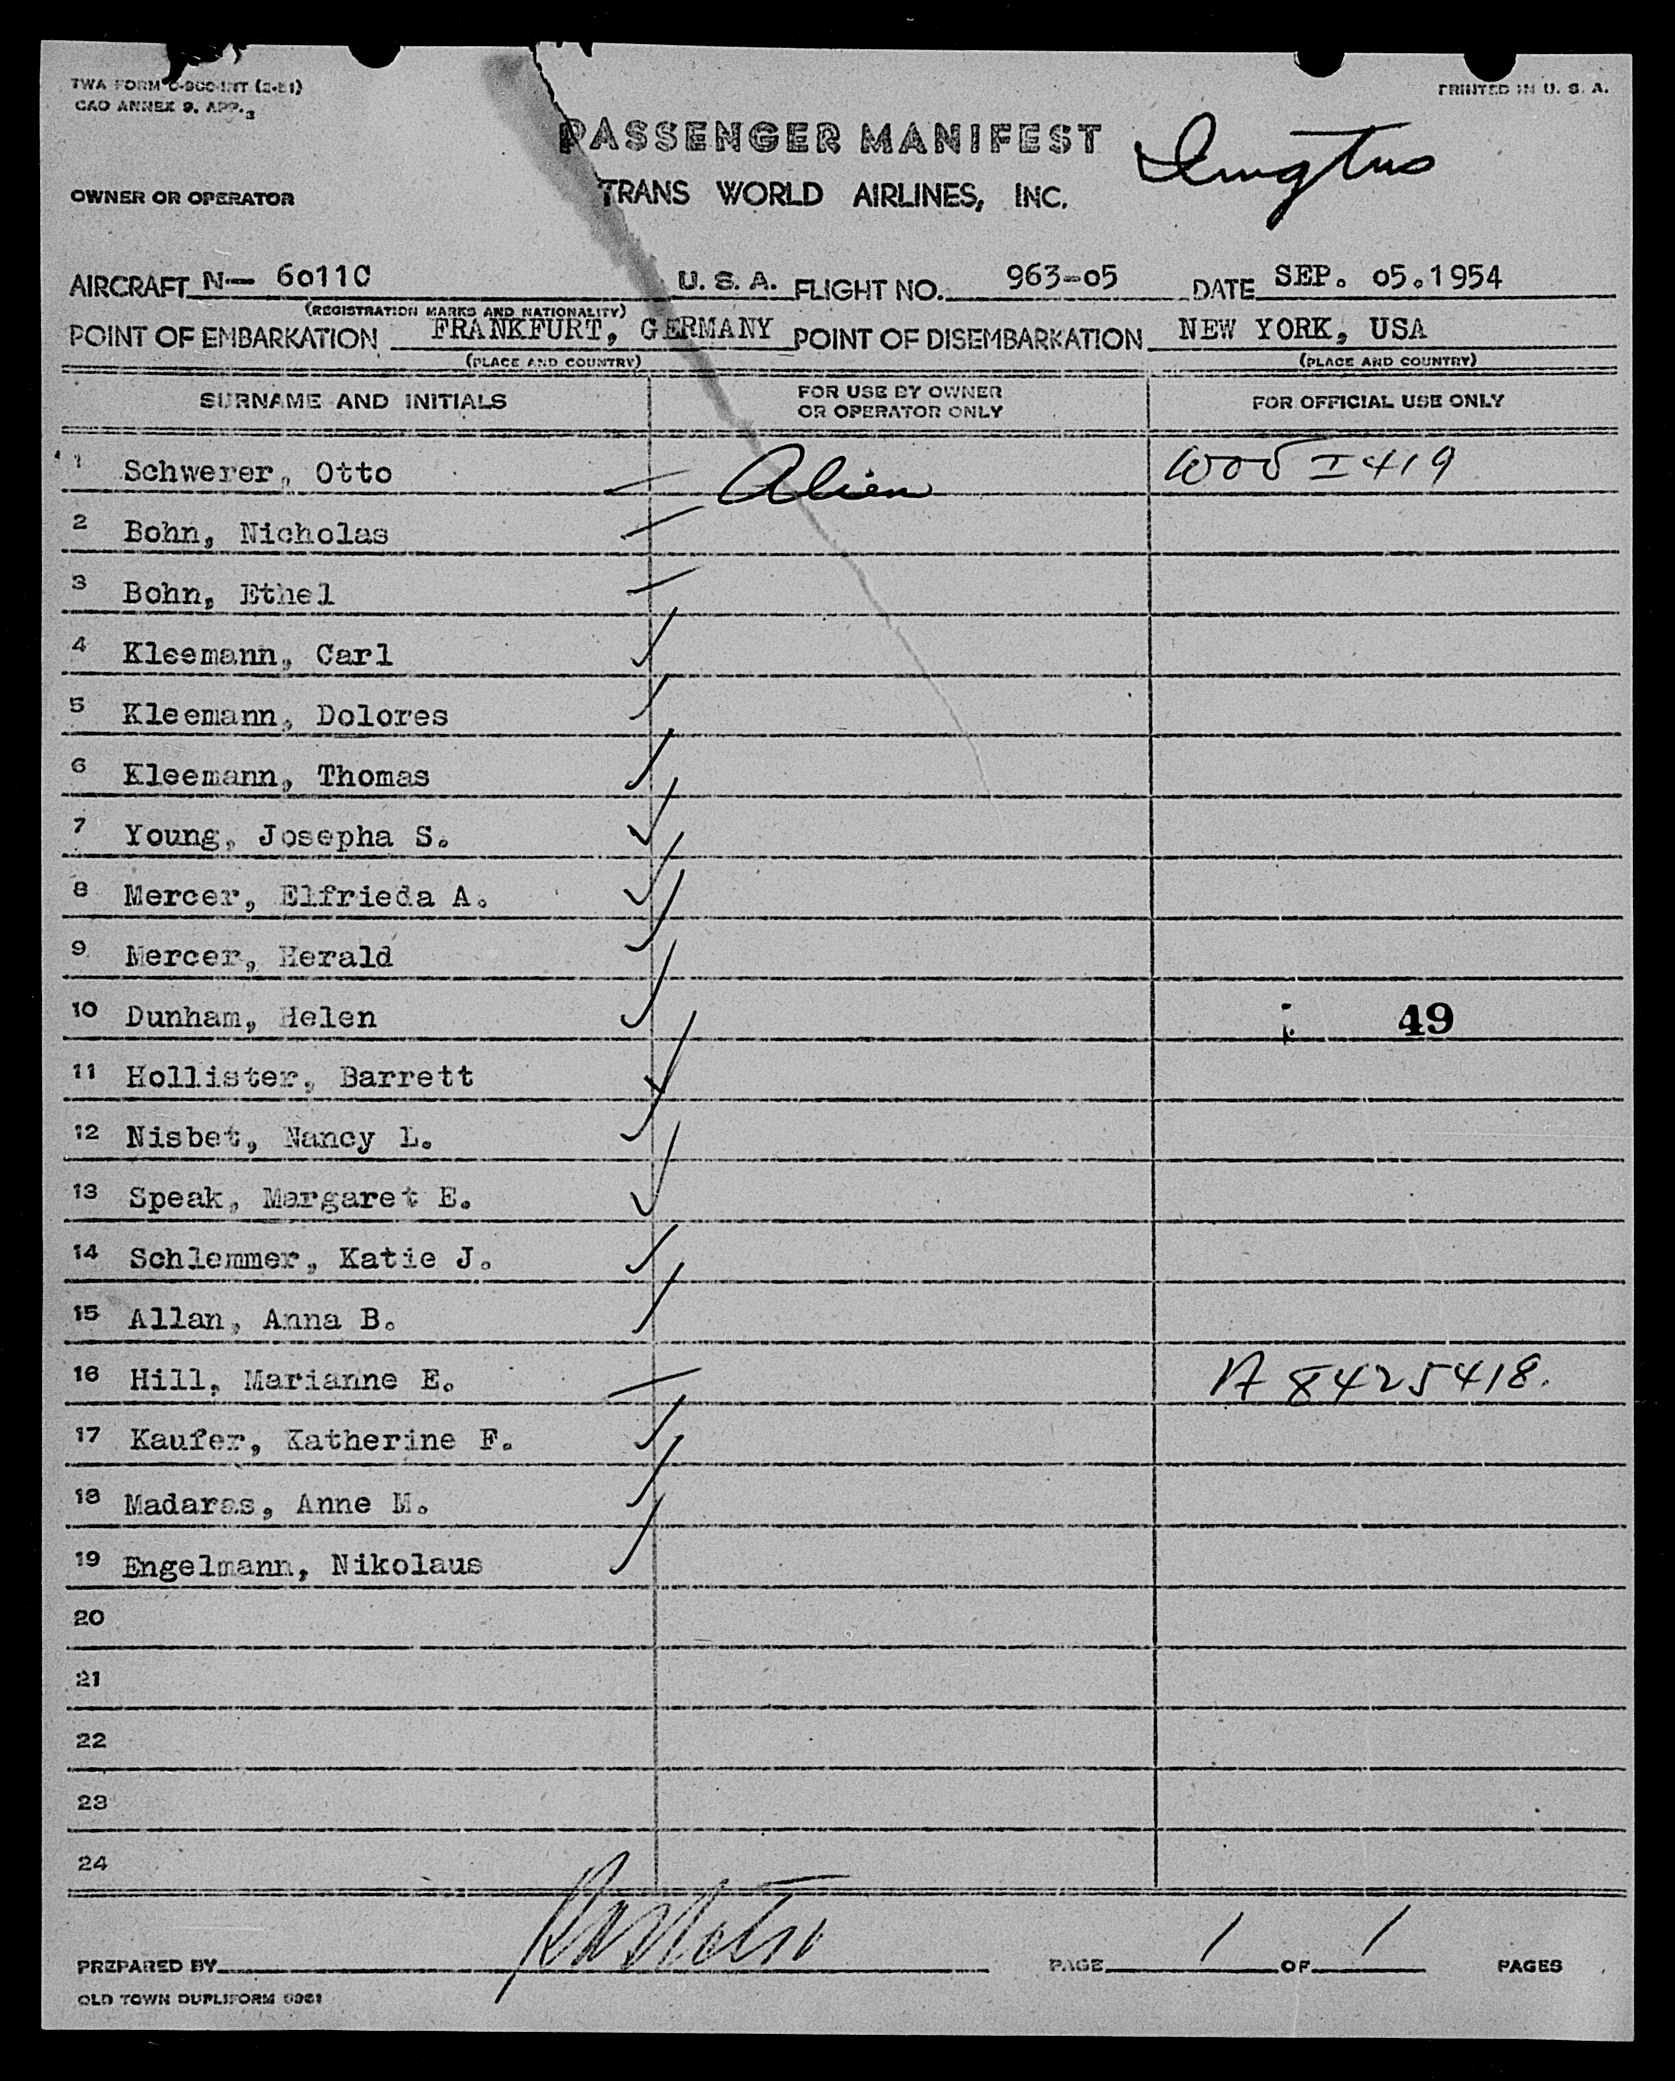 TWA FORM O-900-INT (2-51)
PRINTED IN U. S. A.
CAO ANNEX 9, APP. 3
PASSENGER MANIFEST
OWNER OR OPERATOR TRANS WORLD AIRLINES, INC.
AIRCRAFT N— 6011C U. S. A. FLIGHT NO. 963-05 DATE SEP. 05.1954
(REGISTRATION MARKS AND NATIONALITY)
POINT OF EMBARKATION FRANKFURT, GERMANY POINT OF DISEMBARKATION NEW YORK, USA
(PLACE AND COUNTRY) (PLACE AND COUNTRY)
SURNAME AND INITIALS FOR USE BY OWNER OR OPERATOR ONLY FOR OFFICIAL USE ONLY
1 Schwerer, Otto Alien I 419
2 Bohn, Nicholas
3 Bohn, Ethel
4 Kleemann, Carl
5 Kleemann, Dolores
6 Kleemann, Thomas
7 Young, Josepha S.
8 Mercer, Elfrieda A.
9 Mercer, Herald
10 Dunham, Helen 49
11 Hollister, Barrett
12 Nisbet, Nancy L.
13 Speak, Margaret E.
14 Schlemmer, Katie J.
15 Allan, Anna B.
16 Hill, Marianne E. A 8425418.
17 Kaufer, Katherine F.
18 Madaras, Anne M.
19 Engelmann, Nikolaus
20
21
22
23
24
PREPARED BY PAGE 1 OF 1 PAGES
OLD TOWN DUPLIFORM